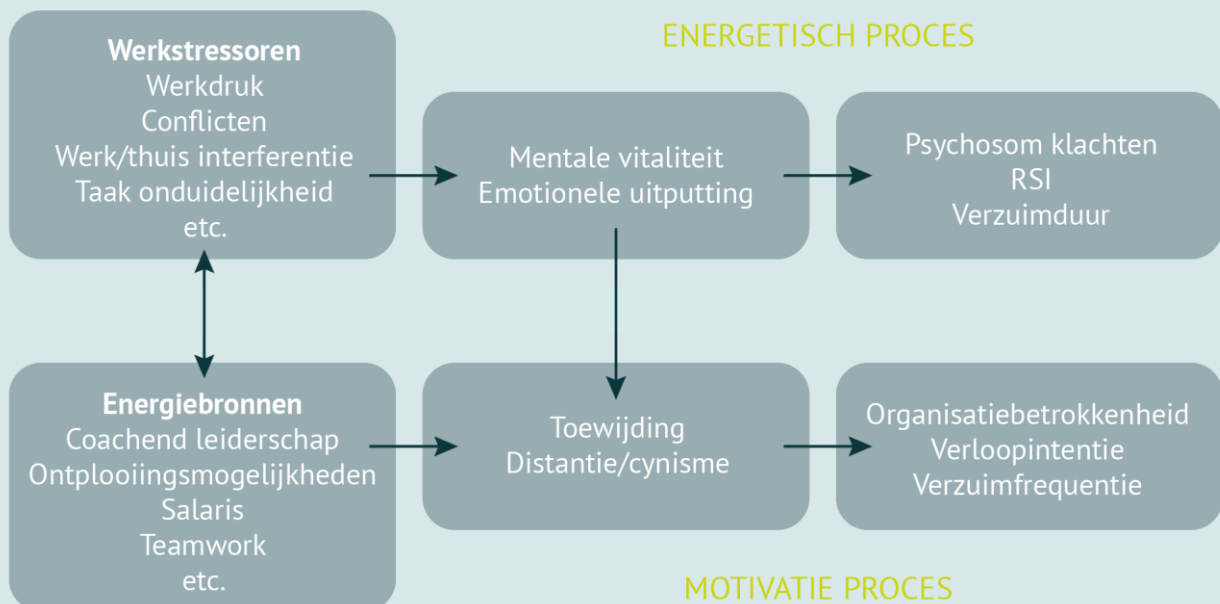 ENERGETISCH PROCES
Werkstressoren
Werkdruk
Conflicten
Werk/thuis interferentie
Taak onduidelijkheid
etc.
Mentale vitaliteit
Emotionele uitputting
Psychosom klachten
RSI
Verzuimduur
Energiebronnen
Coachend leiderschap
Ontplooiingsmogelijkheden
Salaris
Teamwork
etc.
Toewijding
Distantie/cynisme
Organisatiebetrokkenheid
Verloopintentie
Verzuimfrequentie
MOTIVATIE PROCES